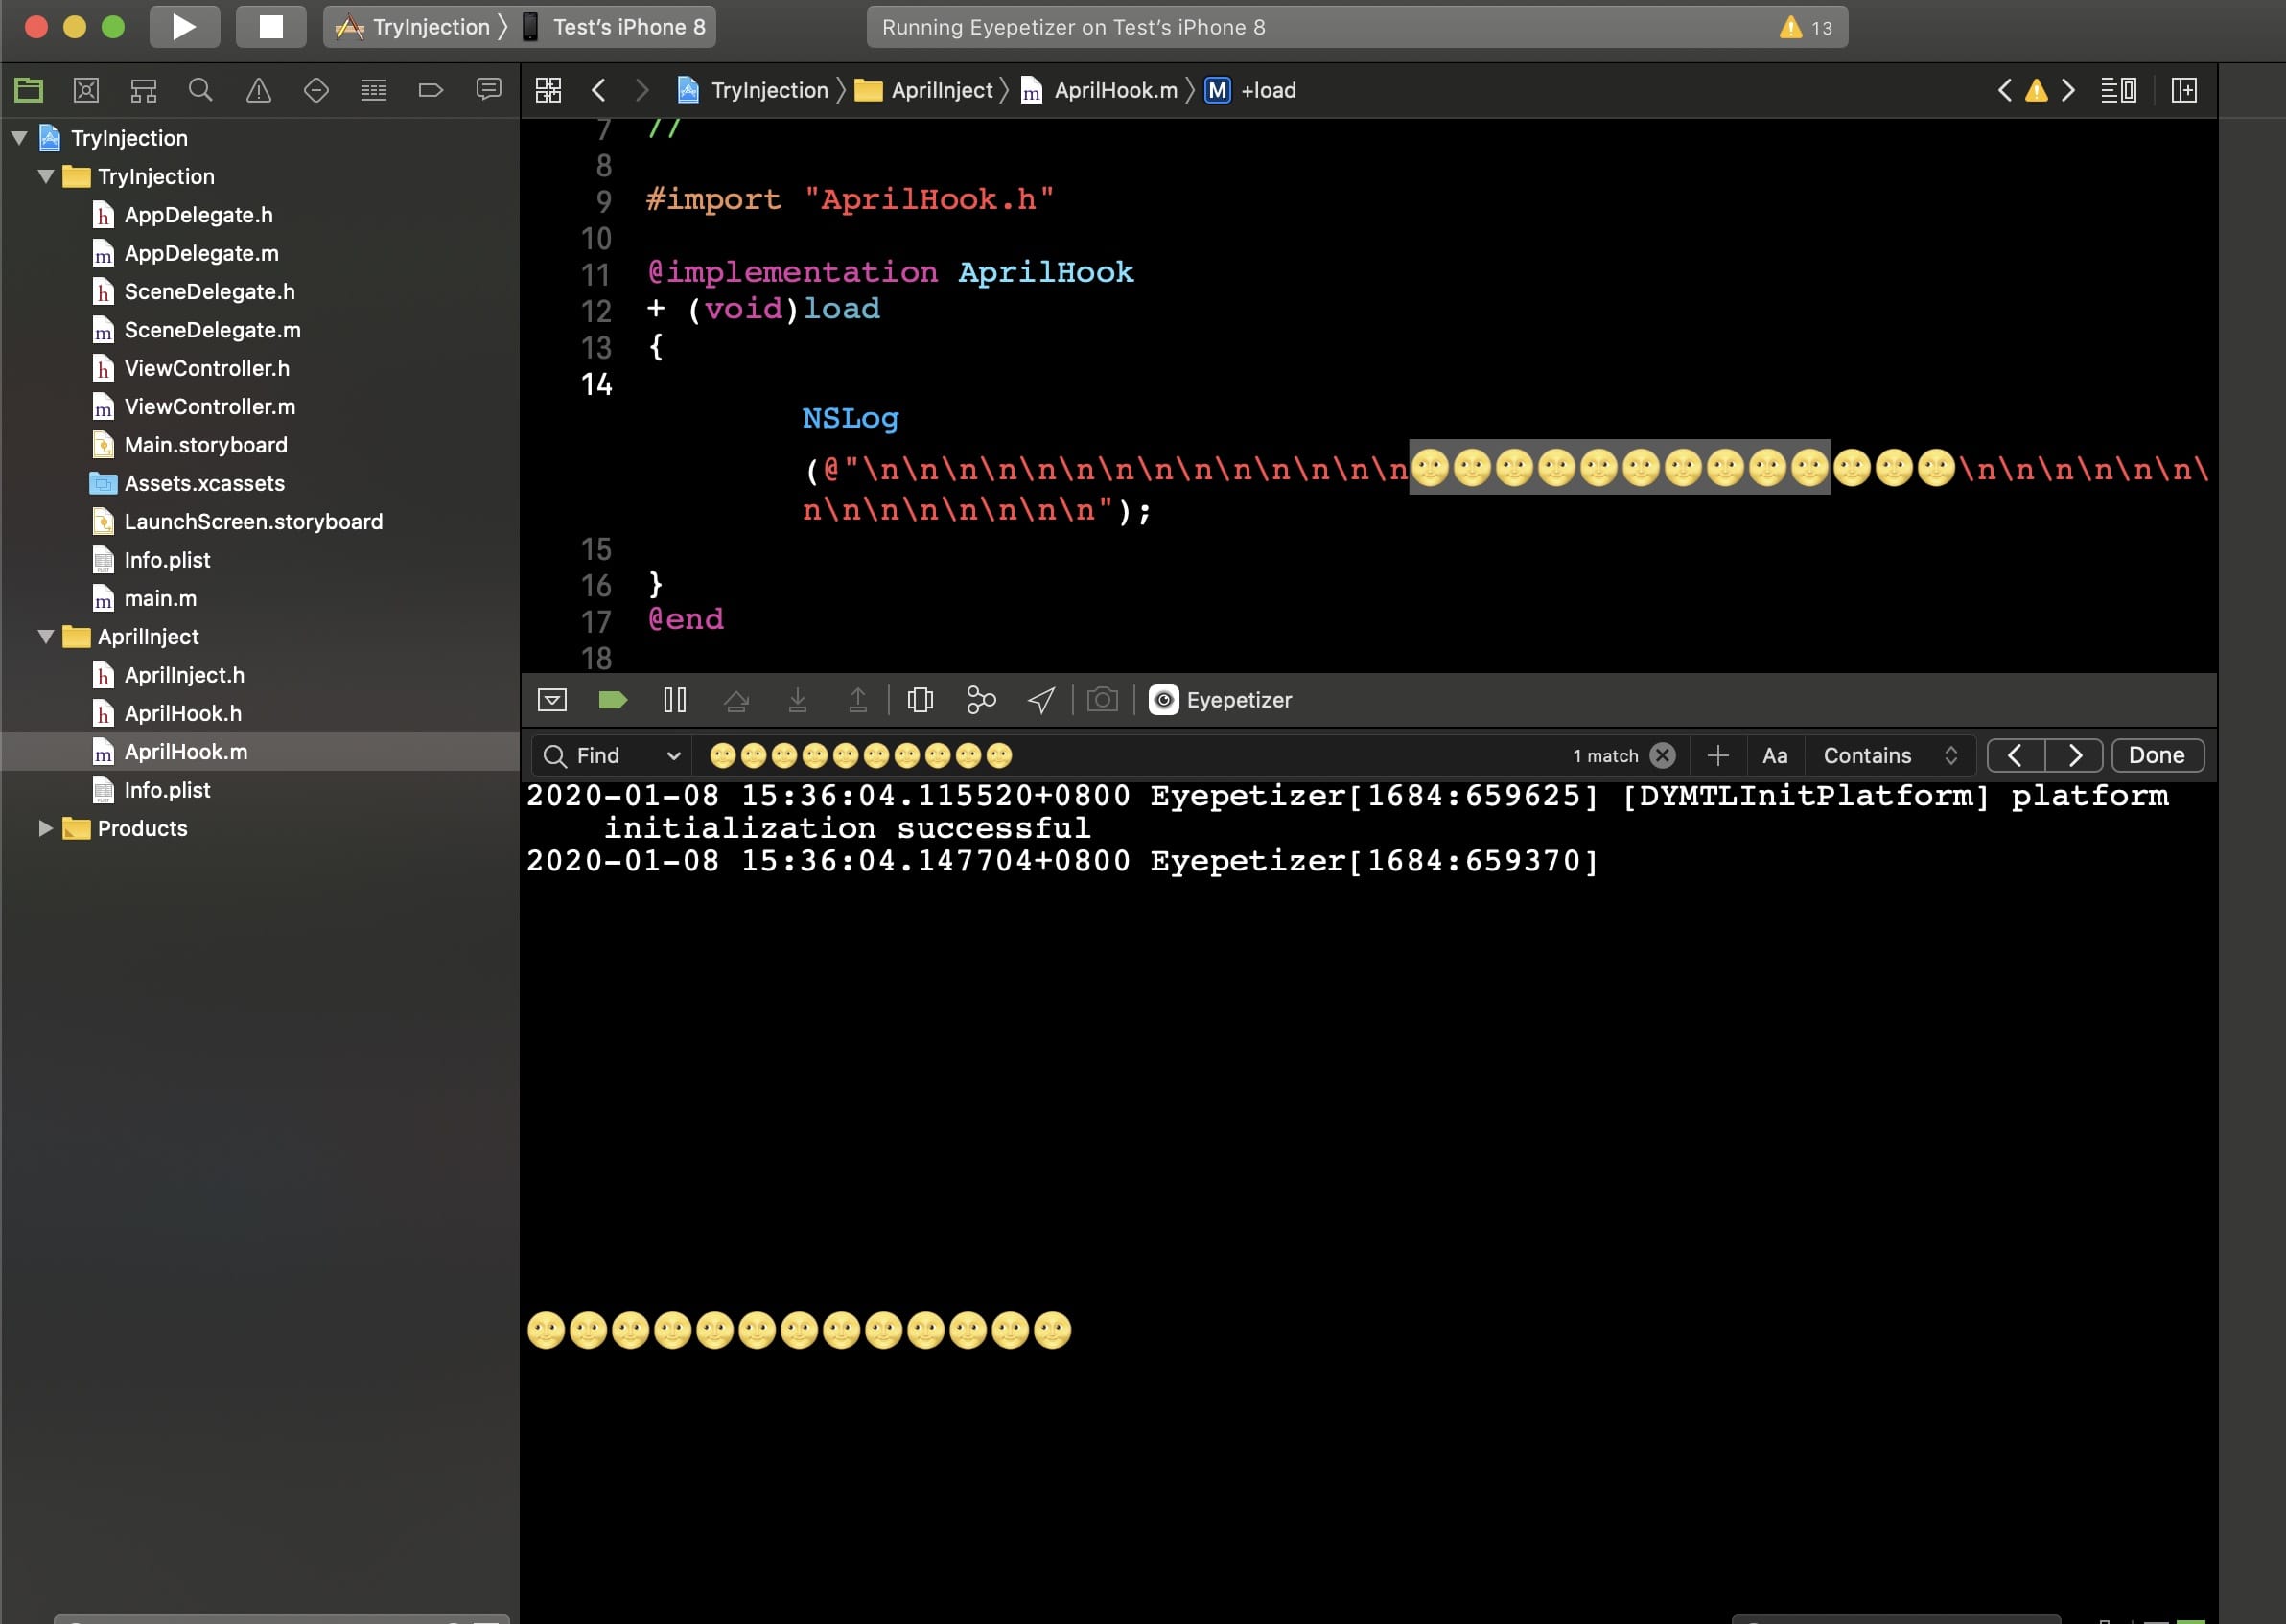 TryInjection 〉 Test's iPhone 8
Running Eyepetizer on Test's iPhone 8
13
TryInjection 〉 AprilInject 〉 m AprilHook.m 〉 M +load
TryInjection
TryInjection
h AppDelegate.h
m AppDelegate.m
h SceneDelegate.h
m SceneDelegate.m
h ViewController.h
m ViewController.m
Main.storyboard
Assets.xcassets
LaunchScreen.storyboard
Info.plist
m main.m
AprilInject
h AprilInject.h
h AprilHook.h
m AprilHook.m
Info.plist
Products
7 //
8
9 #import "AprilHook.h"
10
11 @implementation AprilHook
12 + (void)load
13 {
14
NSLog
(@"\n\n\n\n\n\n\n\n\n\n\n\n\n\n🌝🌝🌝🌝🌝🌝🌝🌝🌝🌝🌝🌝🌝\n\n\n\n\n\n\
n\n\n\n\n\n\n\n");
15
16 }
17 @end
18
Eyepetizer
Find 🌝🌝🌝🌝🌝🌝🌝🌝🌝🌝 1 match Aa Contains Done
2020-01-08 15:36:04.115520+0800 Eyepetizer[1684:659625] [DYMTLInitPlatform] platform
initialization successful
2020-01-08 15:36:04.147704+0800 Eyepetizer[1684:659370]
🌝🌝🌝🌝🌝🌝🌝🌝🌝🌝🌝🌝🌝